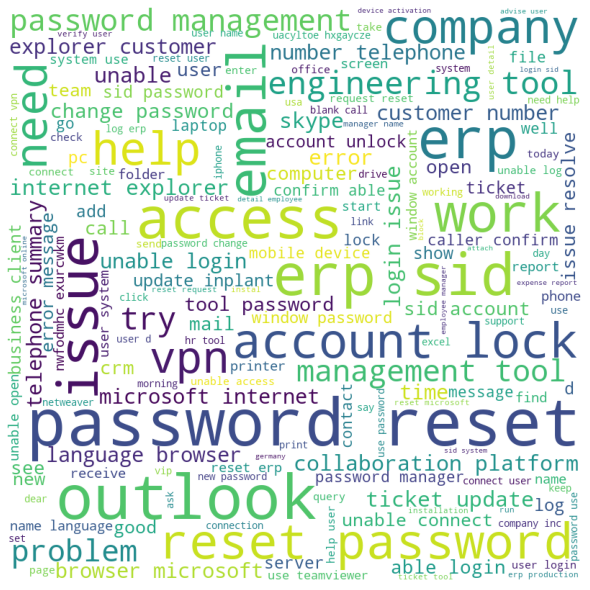 device activation
advise user
password management
verify user
user name
uacyltoe hxgaycze
take
company
explorer customer
system use
reset user
enter
office
screen
number telephone
file
system
login sid
user detail
need
unable
user
email
engineering tool
team
sid password
usa
request reset
need help
connect vpn
change password
blank call
manager name
customer number
go
log erp
laptop
skype
erp
well
check
help
account unlock
today
iphone
pc
error
window account
open
unable log
internet explorer
folder
computer
drive
connect
site
confirm able
ticket
working
download
update ticket
detail employee
access
work
add
start
link
lock
login issue
caller confirm
issue resolve
telephone summary
error message
business client
microsoft online
issue
call
send
password change
mobile device
show
attach
day
unable login
erp sid
report
expense report
employee manager
nwfodmhc exurcwkm
user system
reset request
instal
update inplant
click
try
tool password
sid account
phone
use
mail
window password
user d
hr tool
vpn
account lock
excel
support
crm
printer
unable open
morning
unable access
management tool
netweaver
microsoft internet
time
message
find
d
contact
say
use password
reset microsoft
password reset
language browser
print
sid system
see
receive
vip
germany
collaboration platform
new
reset erp
new password
password manager
connect user
name
keep
dear
outlook
ask
query
installation
run
ticket update
log
password use
name language
good
connection
help user
unable connect
company inc
set
problem
reset password
server
able login
user login
page
browser microsoft
use teamviewer
ticket tool
erp production